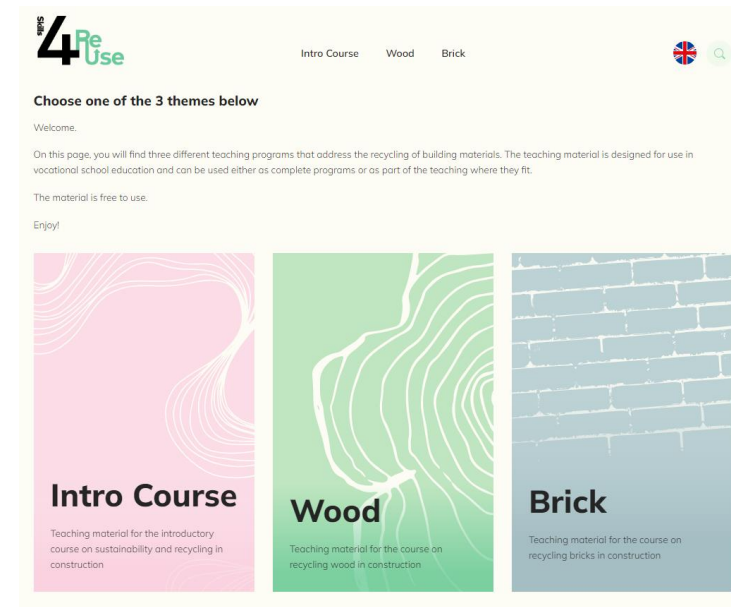 Skills
4
Re
Use
Intro Course
Wood
Brick
Choose one of the 3 themes below
Welcome.
On this page, you will find three different teaching programs that address the recycling of building materials. The teaching material is designed for use in
vocational school education and can be used either as complete programs or as part of the teaching where they fit.
The material is free to use.
Enjoy!
Intro Course
Teaching material for the introductory
course on sustainability and recycling in
construction
Wood
Teaching material for the course on
recycling wood in construction
Brick
Teaching material for the course on
recycling bricks in construction